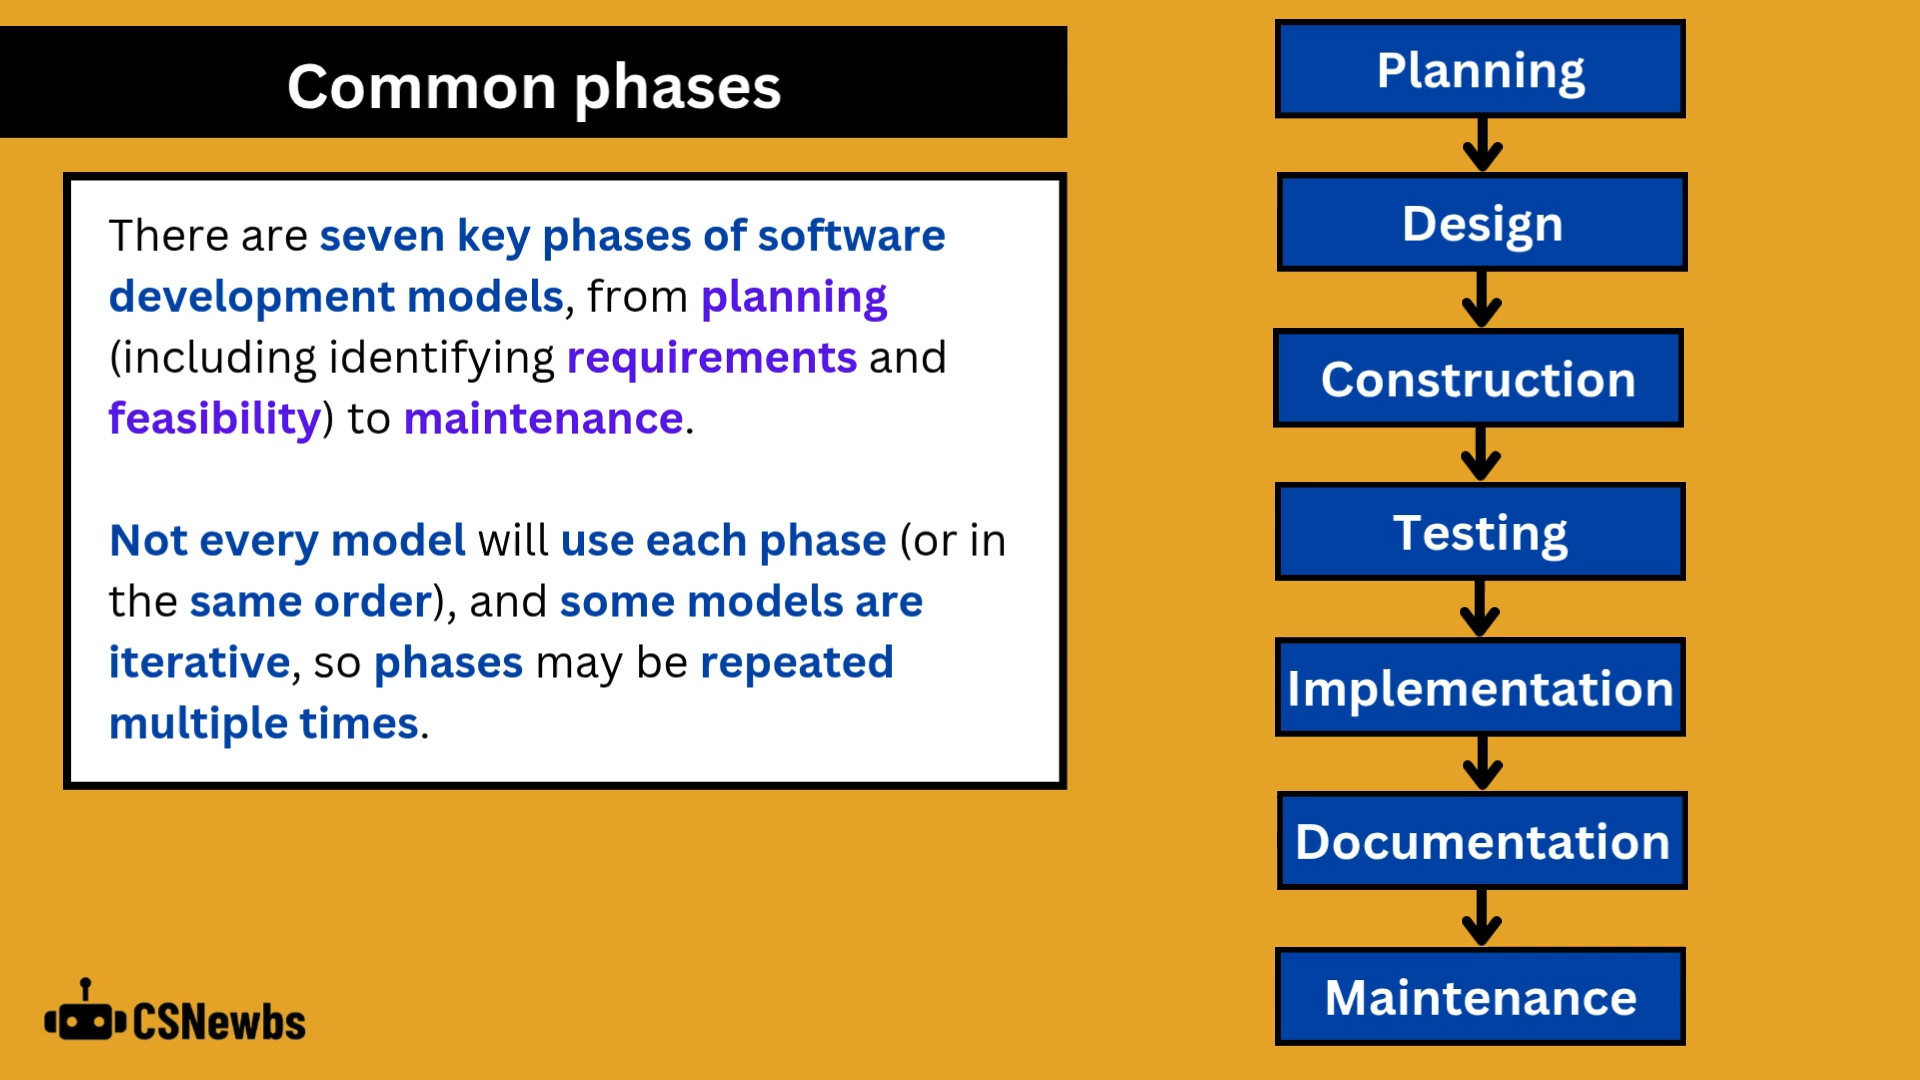 Common phases
There are seven key phases of software
development models, from planning
(including identifying requirements and
feasibility) to maintenance.
Not every model will use each phase (or in
the same order), and some models are
iterative, so phases may be repeated
multiple times.
Planning
Design
Construction
Testing
Implementation
Documentation
Maintenance
CSNewbs